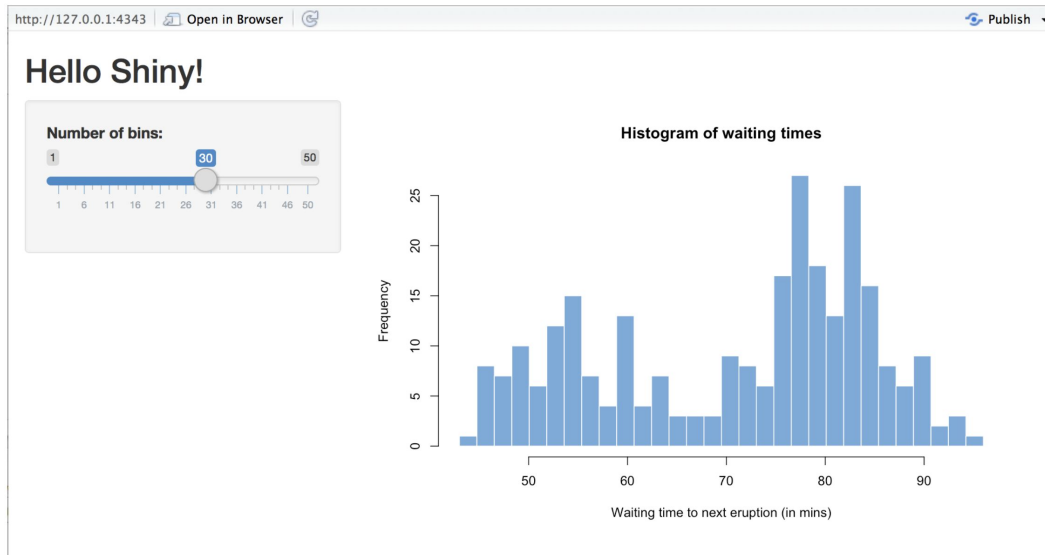 http://127.0.0.1:4343 Open in Browser Publish
Hello Shiny!
Number of bins:
1 30 50
1 6 11 16 21 26 31 36 41 46 50
Histogram of waiting times
Frequency
25
20
15
10
5
0
50 60 70 80 90
Waiting time to next eruption (in mins)